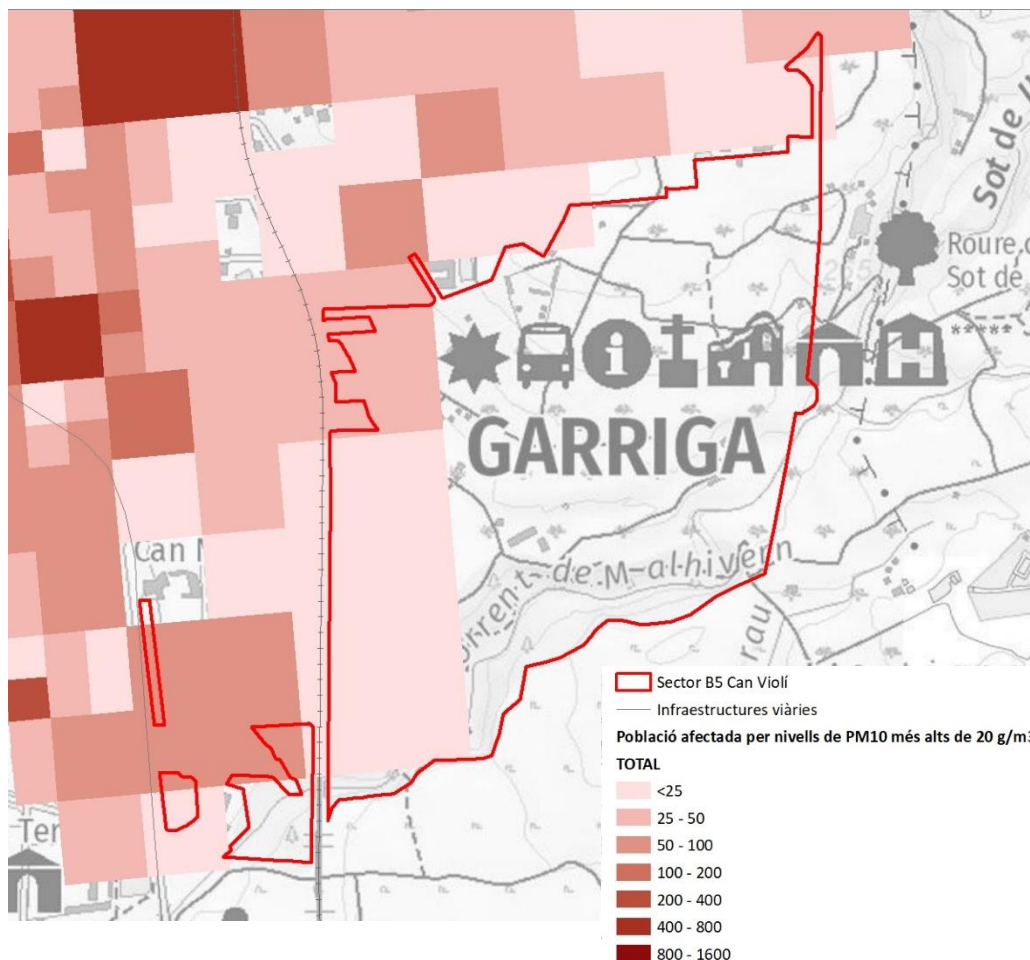 Sot de
Roure d
Sot de
*****
GARRIGA
Can
Torrent de Malhivern
rau
Ter
Sector B5 Can Violí
Infraestructures viàries
Població afectada per nivells de PM10 més alts de 20 g/m3
TOTAL
<25
25 - 50
50 - 100
100 - 200
200 - 400
400 - 800
800 - 1600